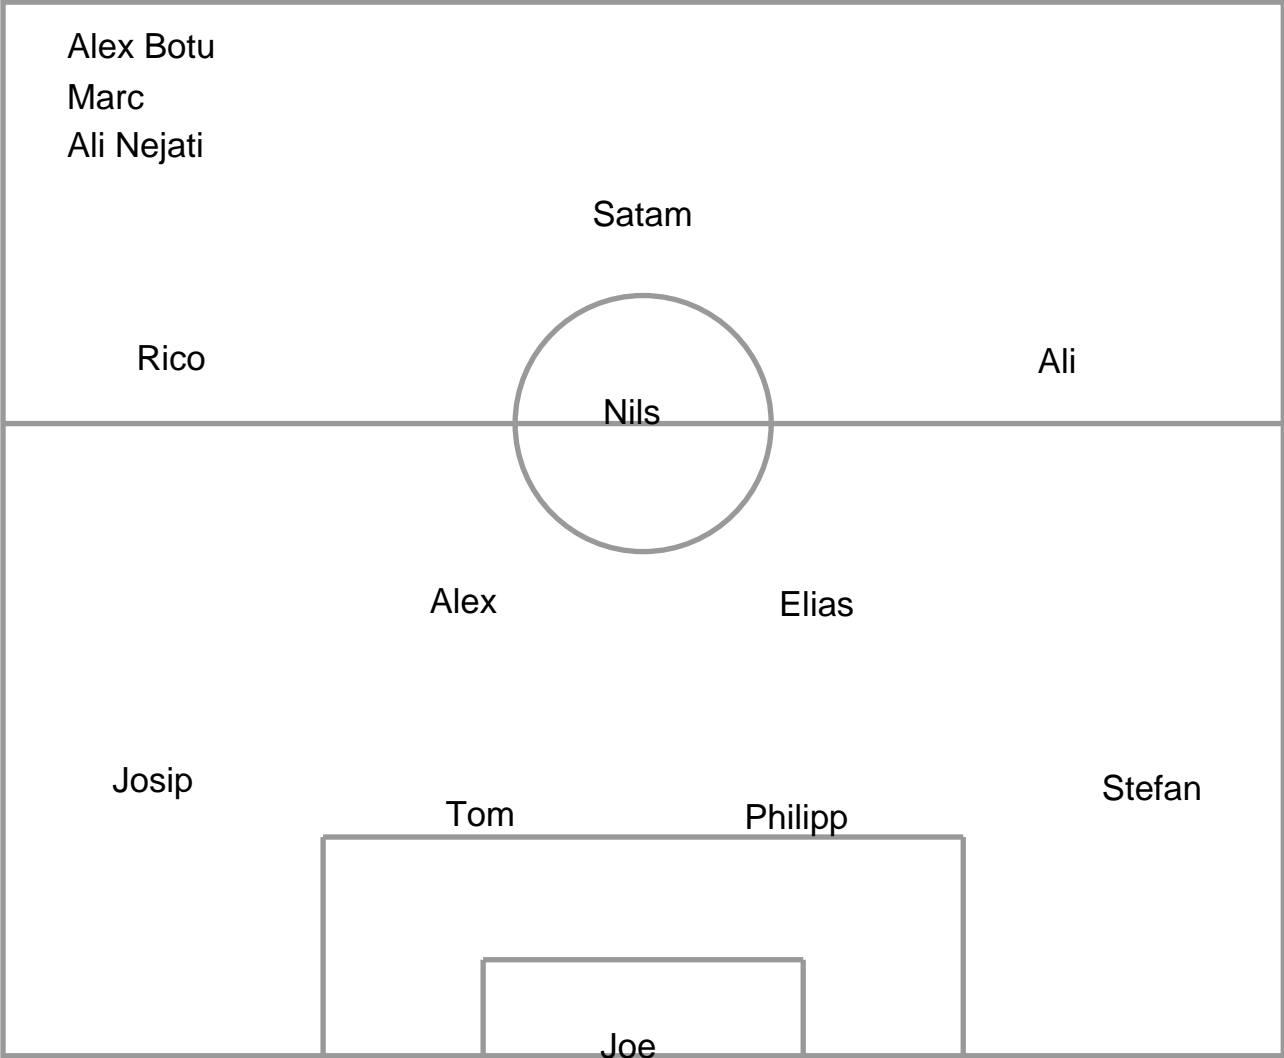 Alex Botu
Marc
Ali Nejati
Satam
Rico
Ali
Nils
Alex
Elias
Josip
Stefan
Tom
Philipp
Joe